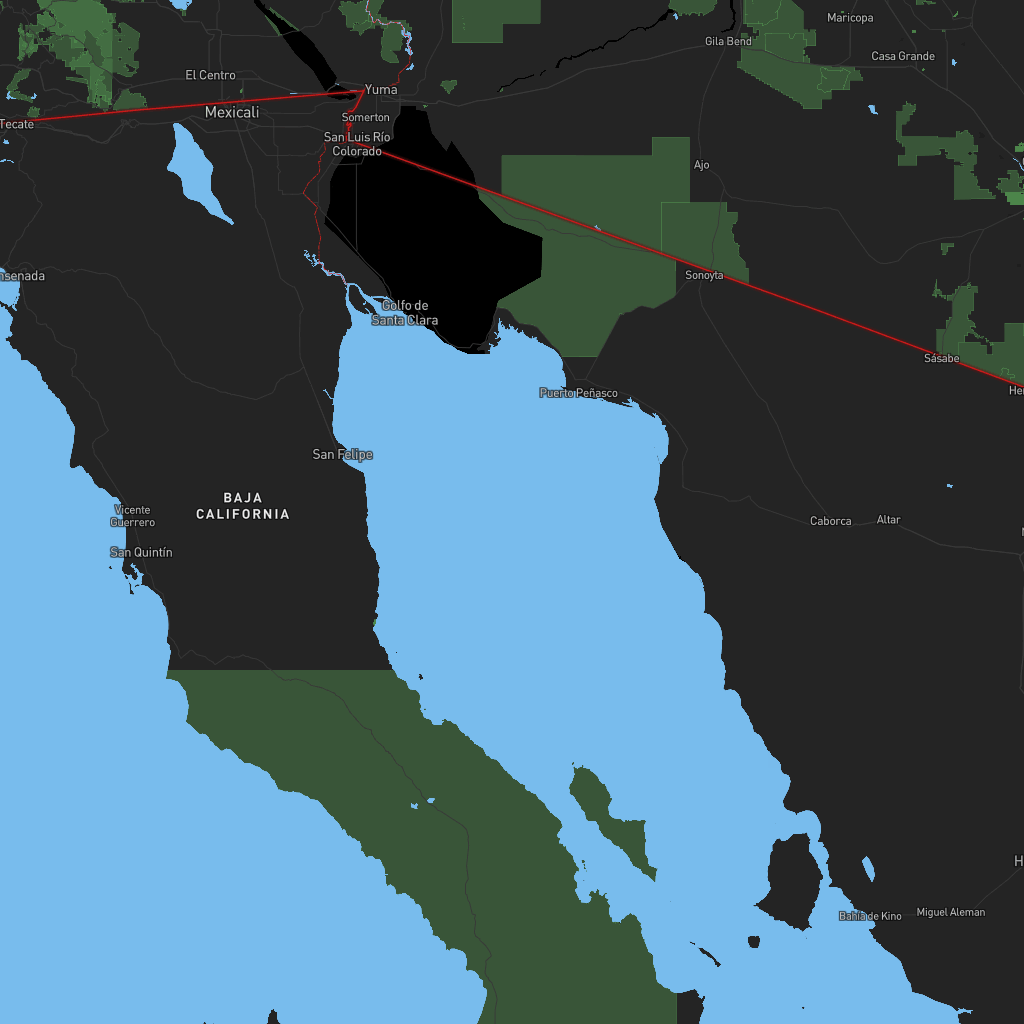 Maricopa
Gila Bend
Casa Grande
El Centro
Yuma
Mexicali
Somerton
Tecate
San Luis Río
Colorado
Ajo
Sonoyta
nsenada
Golfo de
Santa Clara
Sásabe
Puerto Peñasco
He
San Felipe
BAJA
CALIFORNIA
Vicente
Guerrero
Caborca
Altar
San Quintín
H
Bahia de Kino
Miguel Aleman